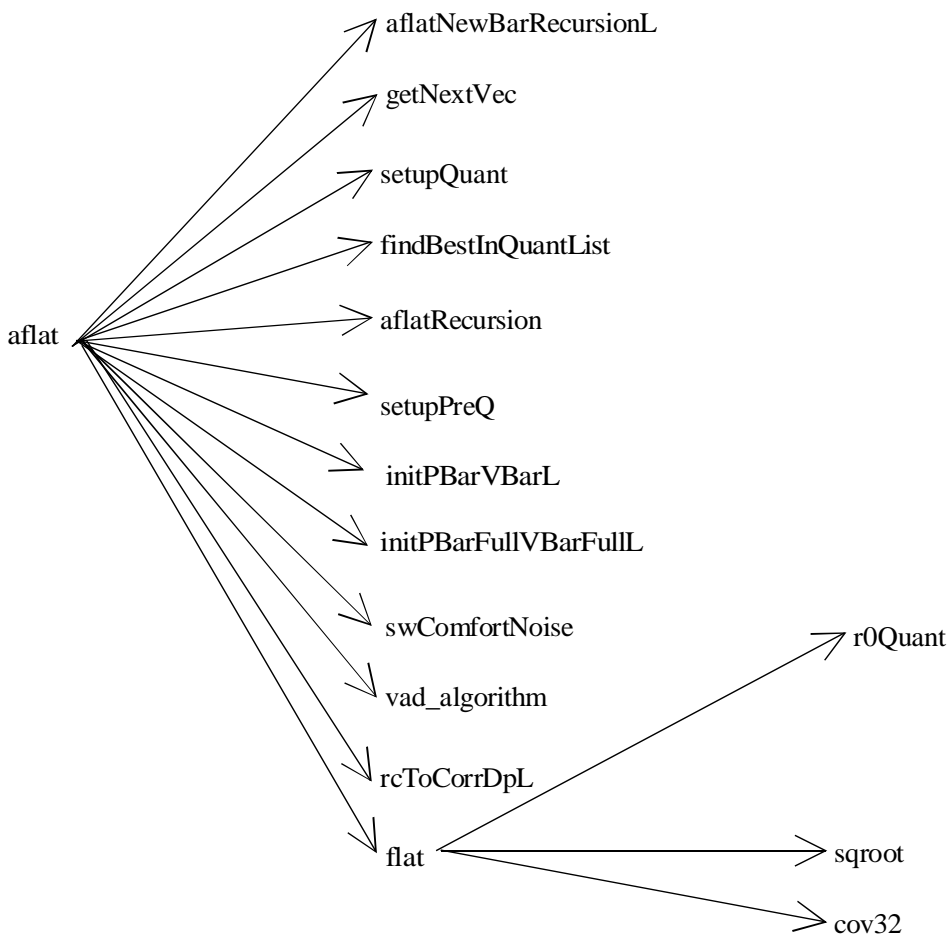 aflatNewBarRecursionL
getNextVec
setupQuant
findBestInQuantList
aflatRecursion
aflat
setupPreQ
initPBarVBarL
initPBarFullVBarFullL
swComfortNoise
r0Quant
vad_algorithm
rcToCorrDpL
flat
sqroot
cov32